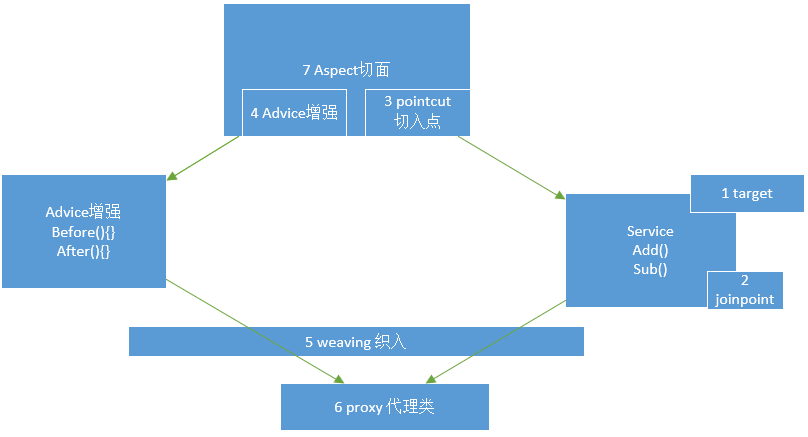 7 Aspect切面
4 Advice增强
3 pointcut
切入点
Advice增强
Before(){}
After(){}
1 target
Service
Add()
Sub()
2
joinpoint
5 weaving 织入
6 proxy 代理类